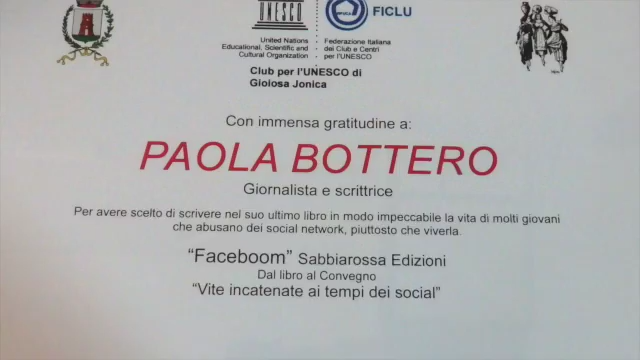 UNESCO
FICLU
United Nations
Educational, Scientific and
Cultural Organization
Federazione Italiana
dei Club e Centri
per l'UNESCO
Club per l'UNESCO di
Gioiosa Jonica
Con immensa gratitudine a:
PAOLA BOTTERO
Giornalista e scrittrice
Per avere scelto di scrivere nel suo ultimo libro in modo impeccabile la vita di molti giovani
che abusano dei social network, piuttosto che viverla.
“Faceboom” Sabbiarossa Edizioni
Dal libro al Convegno
“Vite incatenate ai tempi dei social”